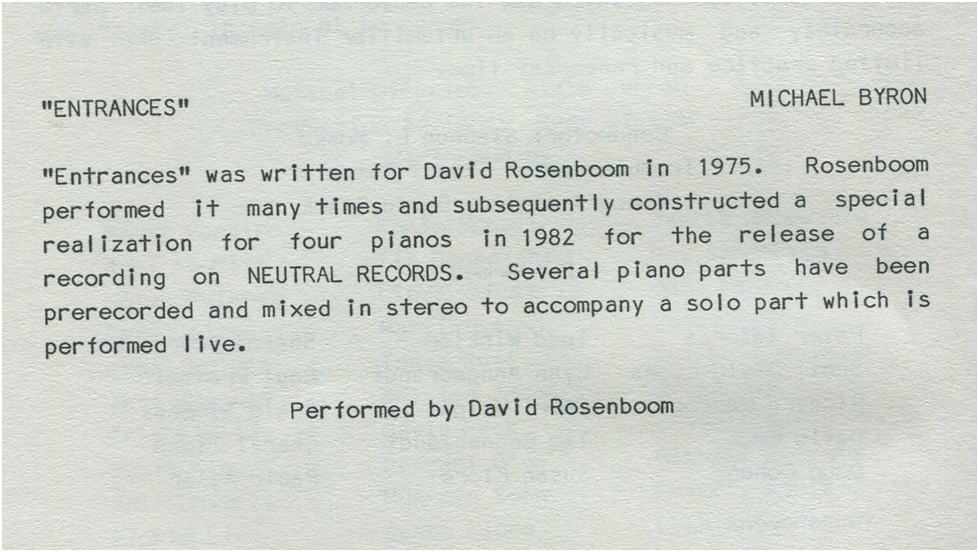 "ENTRANCES" MICHAEL BYRON
"Entrances" was written for David Rosenboom in 1975. Rosenboom
performed it many times and subsequently constructed a special
realization for four pianos in 1982 for the release of a
recording on NEUTRAL RECORDS. Several piano parts have been
prerecorded and mixed in stereo to accompany a solo part which is
performed live.
Performed by David Rosenboom